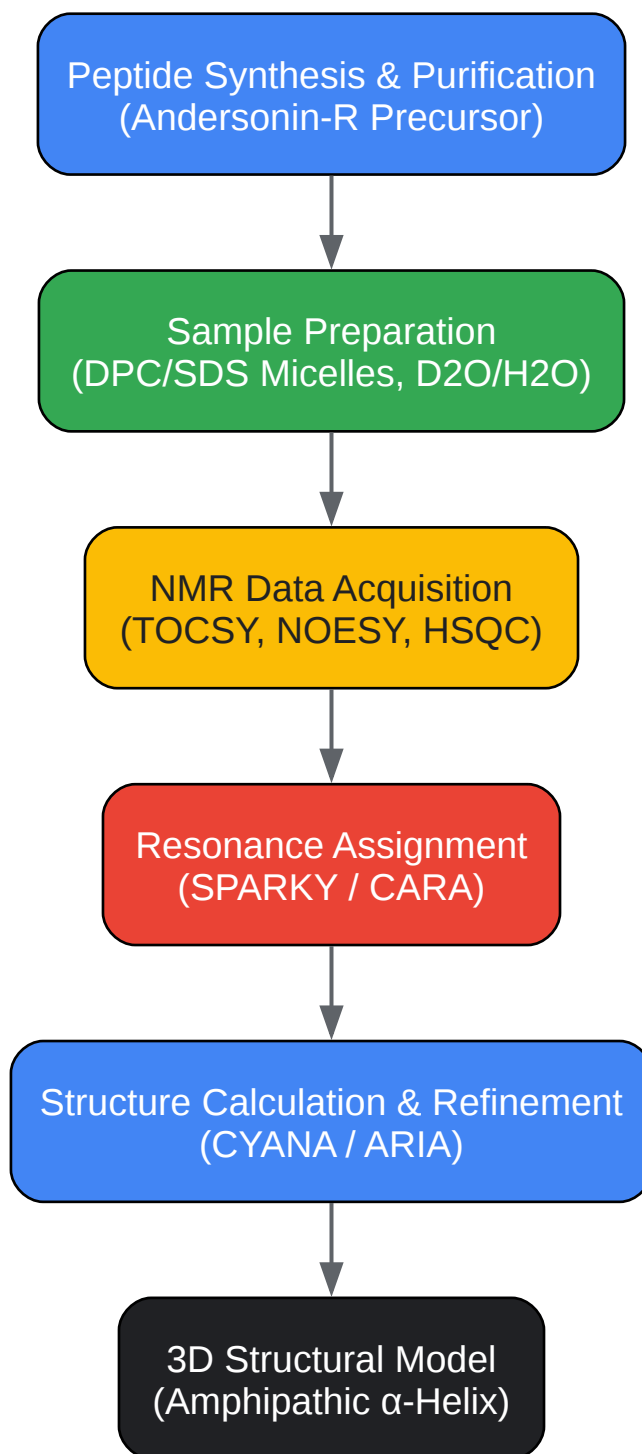 Peptide Synthesis & Purification
(Andersonin-R Precursor)
Sample Preparation
(DPC/SDS Micelles, D2O/H2O)
NMR Data Acquisition
(TOCSY, NOESY, HSQC)
Resonance Assignment
(SPARKY / CARA)
Structure Calculation & Refinement
(CYANA / ARIA)
3D Structural Model
(Amphipathic α-Helix)